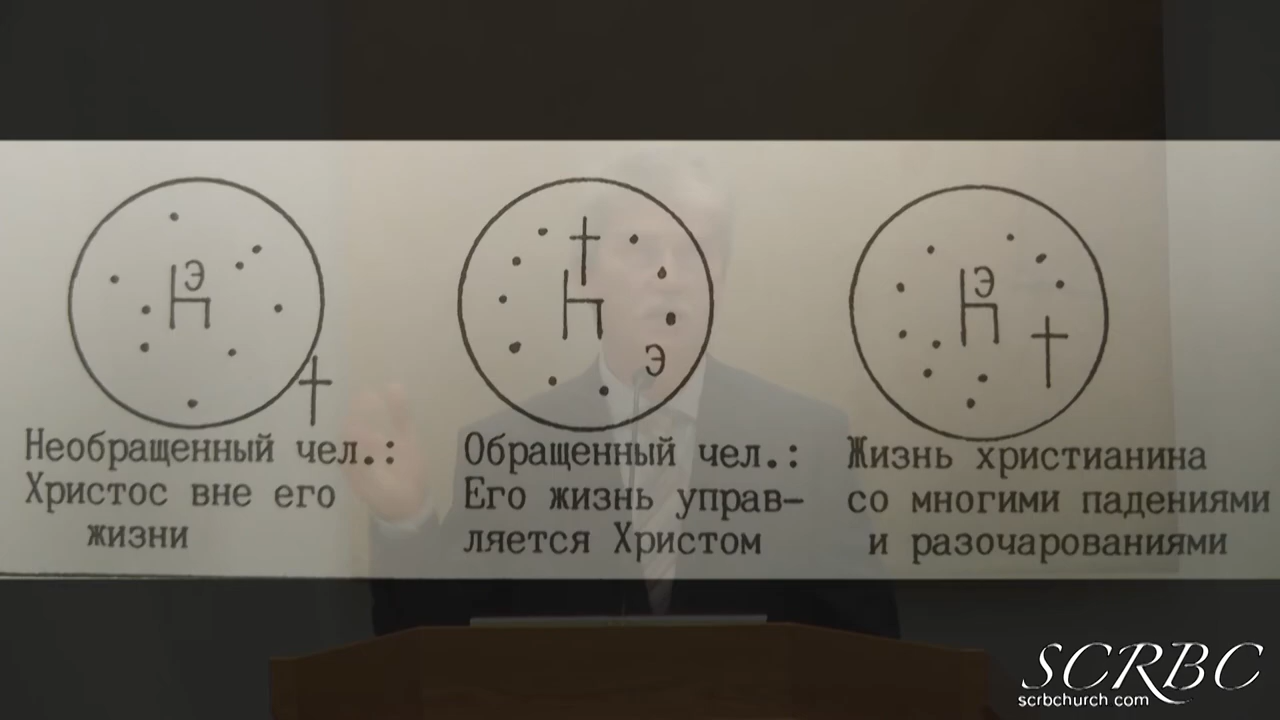 Э
Э
Э
Необращенный чел.:
Христос вне его
жизни
Обращенный чел.:
Его жизнь управ-
ляется Христом
Жизнь христианина
со многими падениями
и разочарованиями
SCRBC
scrbchurch com